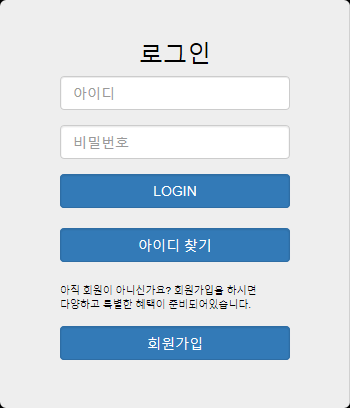 로그인
아이디
비밀번호
LOGIN
아이디 찾기
아직 회원이 아니신가요? 회원가입을 하시면
다양하고 특별한 혜택이 준비되어있습니다.
회원가입